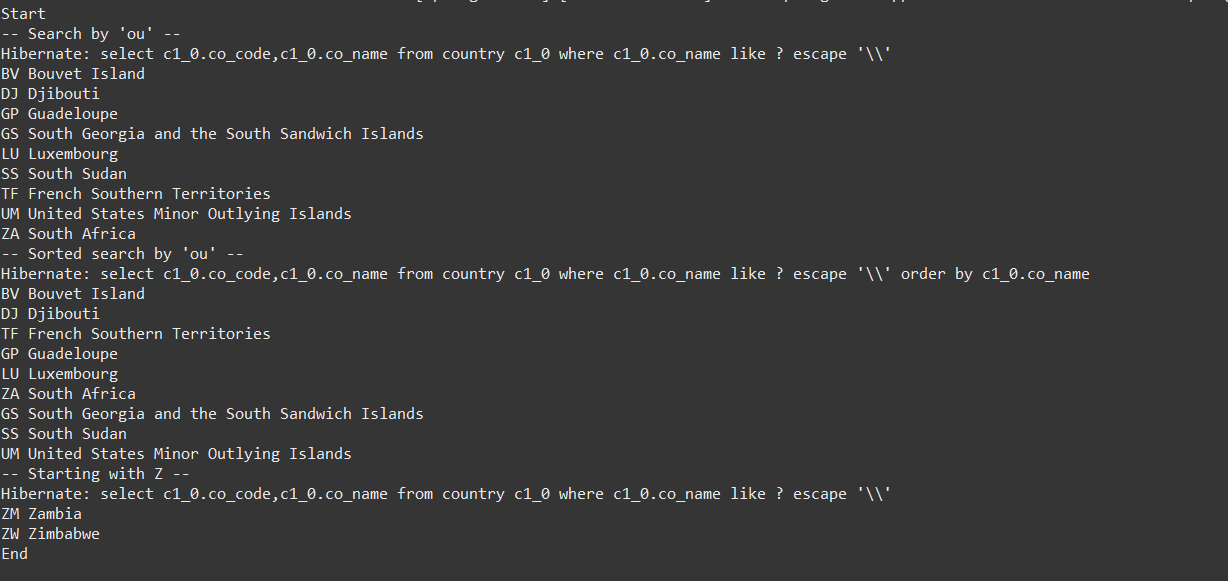 Start
-- Search by 'ou' --
Hibernate: select c1_0.co_code,c1_0.co_name from country c1_0 where c1_0.co_name like ? escape '\\'
BV Bouvet Island
DJ Djibouti
GP Guadeloupe
GS South Georgia and the South Sandwich Islands
LU Luxembourg
SS South Sudan
TF French Southern Territories
UM United States Minor Outlying Islands
ZA South Africa
-- Sorted search by 'ou' --
Hibernate: select c1_0.co_code,c1_0.co_name from country c1_0 where c1_0.co_name like ? escape '\\' order by c1_0.co_name
BV Bouvet Island
DJ Djibouti
TF French Southern Territories
GP Guadeloupe
LU Luxembourg
ZA South Africa
GS South Georgia and the South Sandwich Islands
SS South Sudan
UM United States Minor Outlying Islands
-- Starting with Z --
Hibernate: select c1_0.co_code,c1_0.co_name from country c1_0 where c1_0.co_name like ? escape '\\'
ZM Zambia
ZW Zimbabwe
End